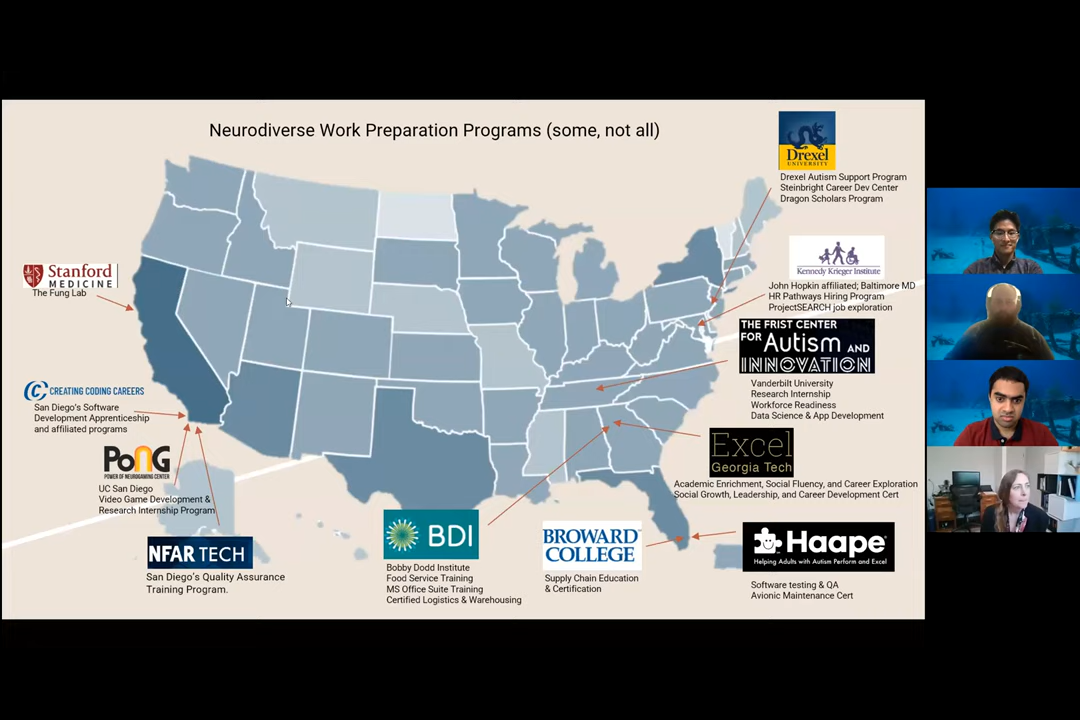 Neurodiverse Work Preparation Programs (some, not all)
Drexel
UNIVERSITY
Drexel Autism Support Program
Steinbright Career Dev Center
Dragon Scholars Program
Kennedy Krieger Institute
John Hopkin affiliated; Baltimore MD
HR Pathways Hiring Program
ProjectSEARCH job exploration
Stanford
MEDICINE
The Fung Lab
THE FRIST CENTER
FOR Autism AND
INNOVATION
Vanderbilt University
Research Internship
Workforce Readiness
Data Science & App Development
CREATING CODING CAREERS
San Diego's Software
Development Apprenticeship
and affiliated programs
Excel
Georgia Tech
Academic Enrichment, Social Fluency, and Career Exploration
Social Growth, Leadership, and Career Development Cert
PoNG
POWER OF NEUROGAMING CENTER
UC San Diego
Video Game Development &
Research Internship Program
NFAR TECH
San Diego's Quality Assurance
Training Program.
BDI
Bobby Dodd Institute
Food Service Training
MS Office Suite Training
Certified Logistics & Warehousing
BROWARD
COLLEGE
Supply Chain Education
& Certification
Haape
Helping Adults with Autism Perform and Excel
Software testing & QA
Avionic Maintenance Cert